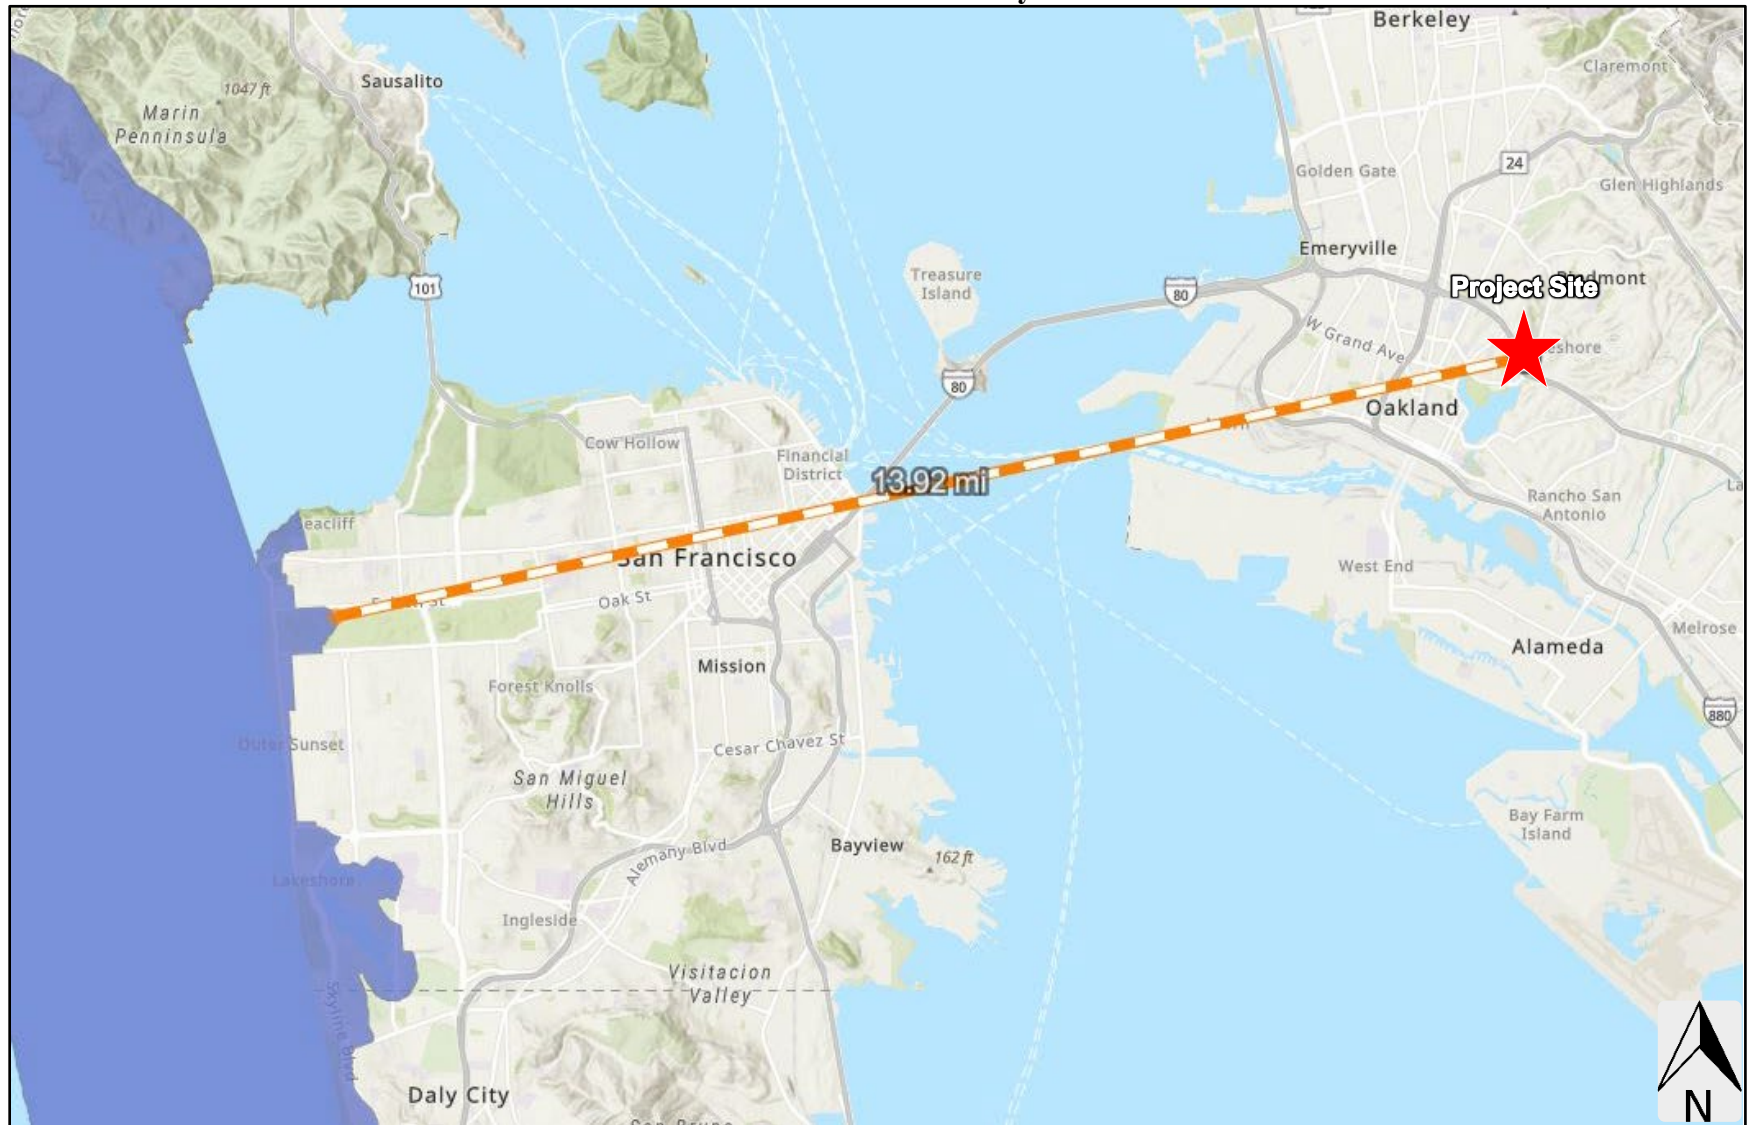 Berkeley
Claremont
Sausalito
1047 ft
Marin
Penninsula
24
Golden Gate
Glen Highlands
Emeryville
Treasure
Island
101
80
Piedmont
Project Site
W Grand Ave
eshore
80
Oakland
Cow Hollow
Financial
District
13.92 mi
Rancho San
Antonio
eacliff
San Francisco
West End
Oak St
Melrose
Alameda
Mission
Forest Knolls
880
Outer Sunset
Cesar Chavez St
San Miguel
Hills
Bay Farm
Island
Bayview
162 ft
Alemany Blvd
Lakeshore
Ingleside
Visitacion
Valley
Skyline Blvd
Daly City
N